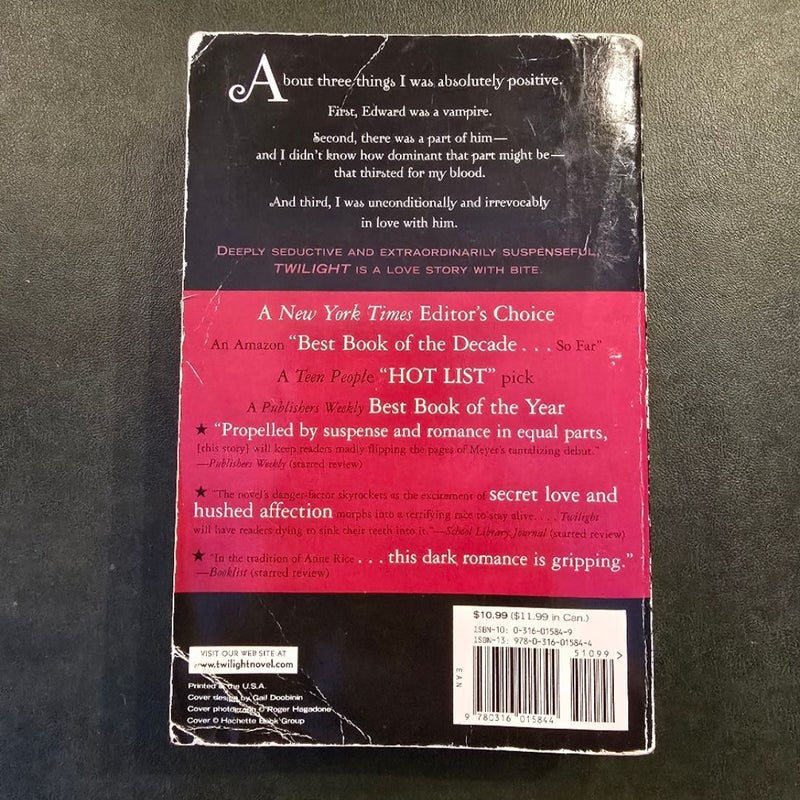 About three things I was absolutely positive.
First, Edward was a vampire.
Second, there was a part of him—
and I didn't know how dominant that part might be—
that thirsted for my blood.
And third, I was unconditionally and irrevocably
in love with him.
DEEPLY SEDUCTIVE AND EXTRAORDINARILY SUSPENSEFUL,
TWILIGHT IS A LOVE STORY WITH BITE.
A New York Times Editor's Choice
An Amazon "Best Book of the Decade . . . So Far"
A Teen People "HOT LIST" pick
A Publishers Weekly Best Book of the Year
★ "Propelled by suspense and romance in equal parts,
[this story] will keep readers madly flipping the pages of Meyer's tantalizing debut."
—Publishers Weekly (starred review)
★ "The novel's danger-factor skyrockets as the excitement of secret love and
hushed affection morphs into a terrifying race to stay alive. . . . Twilight
will have readers dying to sink their teeth into it."—School Library Journal (starred review)
★ "In the tradition of Anne Rice . . . this dark romance is gripping."
—Booklist (starred review)
$10.99 ($11.99 in Can.)
ISBN-10: 0-316-01584-9
ISBN-13: 978-0-316-01584-4
51099 >
EAN
9 780316 015844
VISIT OUR WEB SITE AT
www.twilightnovel.com
Printed in the U.S.A.
Cover design by Gail Doobinin
Cover photograph © Roger Hagadone
Cover © Hachette Book Group